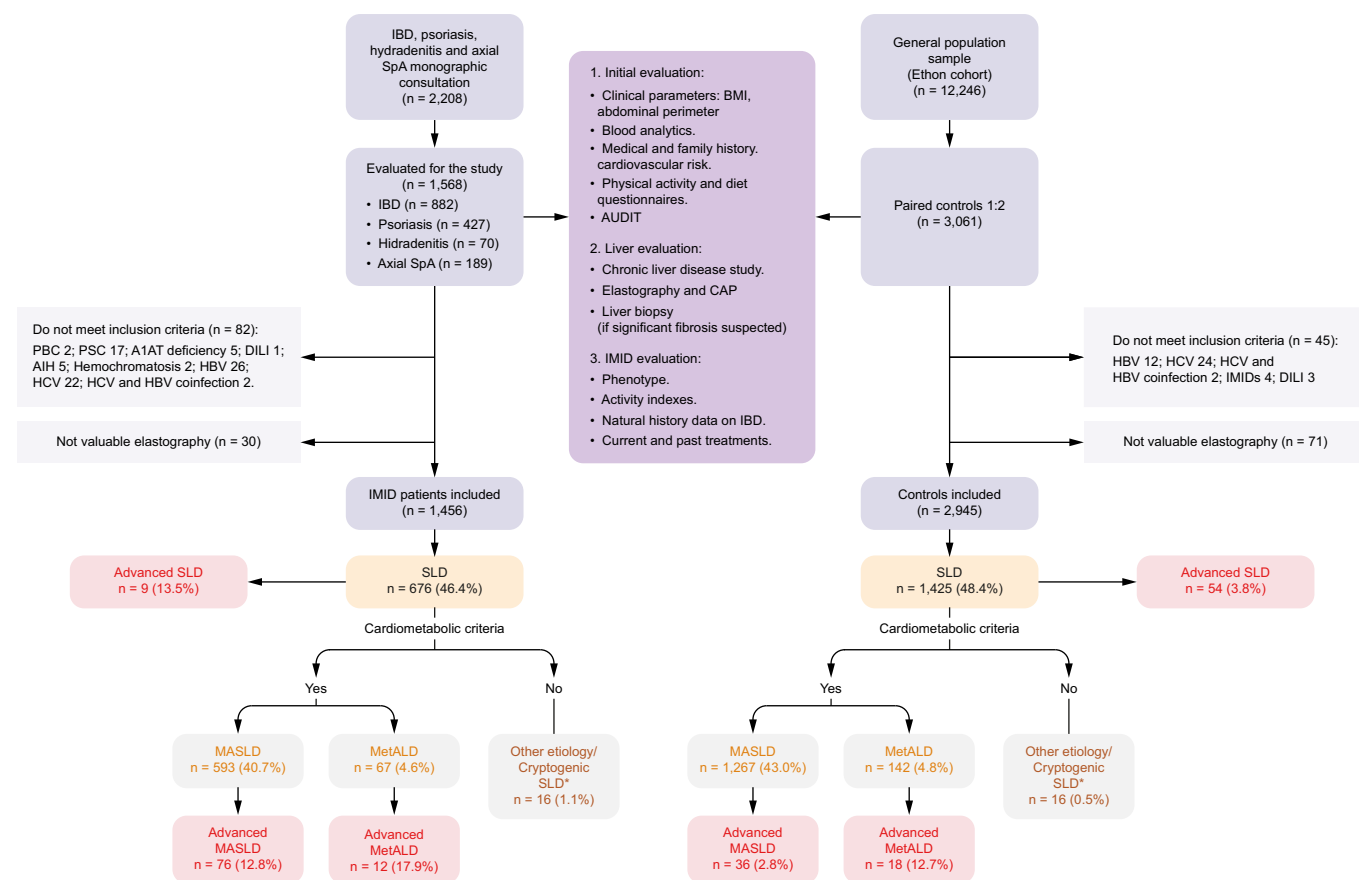 IBD, psoriasis,
hydradenitis and axial
SpA monographic
consultation
(n = 2,208)
Evaluated for the study
(n = 1,568)
• IBD (n = 882)
• Psoriasis (n = 427)
• Hidradenitis (n = 70)
• Axial SpA (n = 189)
1. Initial evaluation:
• Clinical parameters: BMI,
abdominal perimeter
• Blood analytics.
• Medical and family history.
cardiovascular risk.
• Physical activity and diet
questionnaires.
• AUDIT
2. Liver evaluation:
• Chronic liver disease study.
• Elastography and CAP
• Liver biopsy
(if significant fibrosis suspected)
3. IMID evaluation:
• Phenotype.
• Activity indexes.
• Natural history data on IBD.
• Current and past treatments.
General population
sample
(Ethon cohort)
(n = 12,246)
Paired controls 1:2
(n = 3,061)
Do not meet inclusion criteria (n = 82):
PBC 2; PSC 17; A1AT deficiency 5; DILI 1;
AIH 5; Hemochromatosis 2; HBV 26;
HCV 22; HCV and HBV coinfection 2.
Not valuable elastography (n = 30)
Do not meet inclusion criteria (n = 45):
HBV 12; HCV 24; HCV and
HBV coinfection 2; IMIDs 4; DILI 3
Not valuable elastography (n = 71)
IMID patients included
(n = 1,456)
Controls included
(n = 2,945)
Advanced SLD
n = 9 (13.5%)
SLD
n = 676 (46.4%)
SLD
n = 1,425 (48.4%)
Advanced SLD
n = 54 (3.8%)
Cardiometabolic criteria
Yes
No
MASLD
n = 593 (40.7%)
MetALD
n = 67 (4.6%)
Other etiology/
Cryptogenic
SLD*
n = 16 (1.1%)
Advanced
MASLD
n = 76 (12.8%)
Advanced
MetALD
n = 12 (17.9%)
Cardiometabolic criteria
Yes
No
MASLD
n = 1,267 (43.0%)
MetALD
n = 142 (4.8%)
Other etiology/
Cryptogenic
SLD*
n = 16 (0.5%)
Advanced
MASLD
n = 36 (2.8%)
Advanced
MetALD
n = 18 (12.7%)